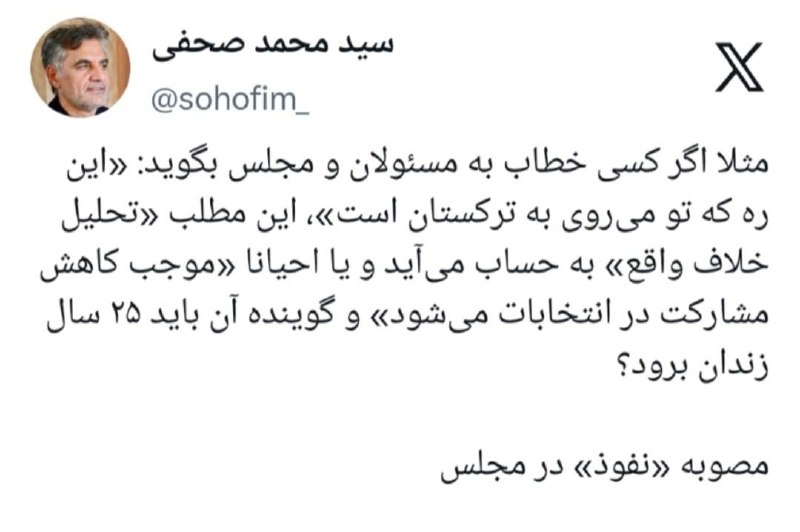 سید محمد صحفی
@sohofim_
مثلا اگر کسی خطاب به مسئولان و مجلس بگوید: «این
ره که تو می‌روی به ترکستان است»، این مطلب «تحلیل
خلاف واقع» به حساب می‌آید و یا احیانا «موجب کاهش
مشارکت در انتخابات می‌شود» و گوینده آن باید ۲۵ سال
زندان برود؟
مصوبه «نفوذ» در مجلس